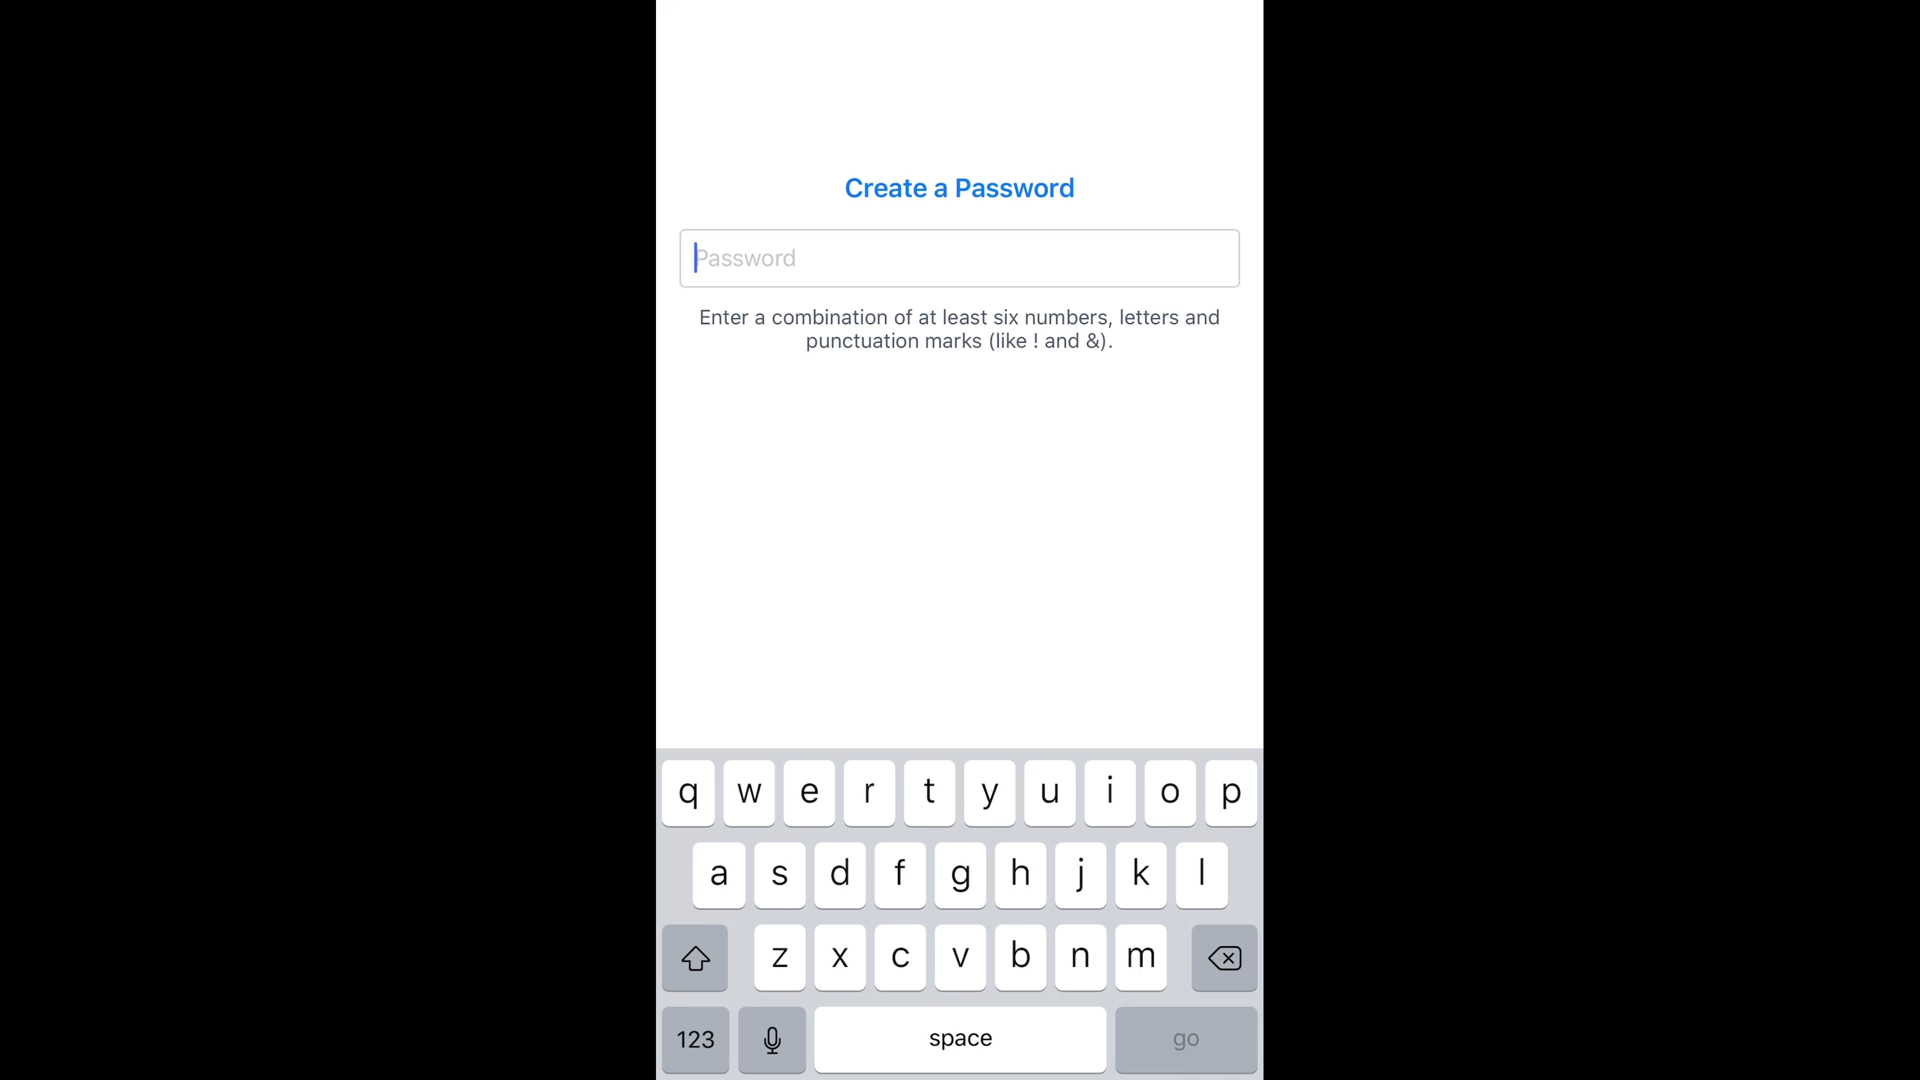 Create a Password
Password
Enter a combination of at least six numbers, letters and
punctuation marks (like ! and &).
q w e r t y u i o p
a s d f g h j k l
z x c v b n m
123 space go